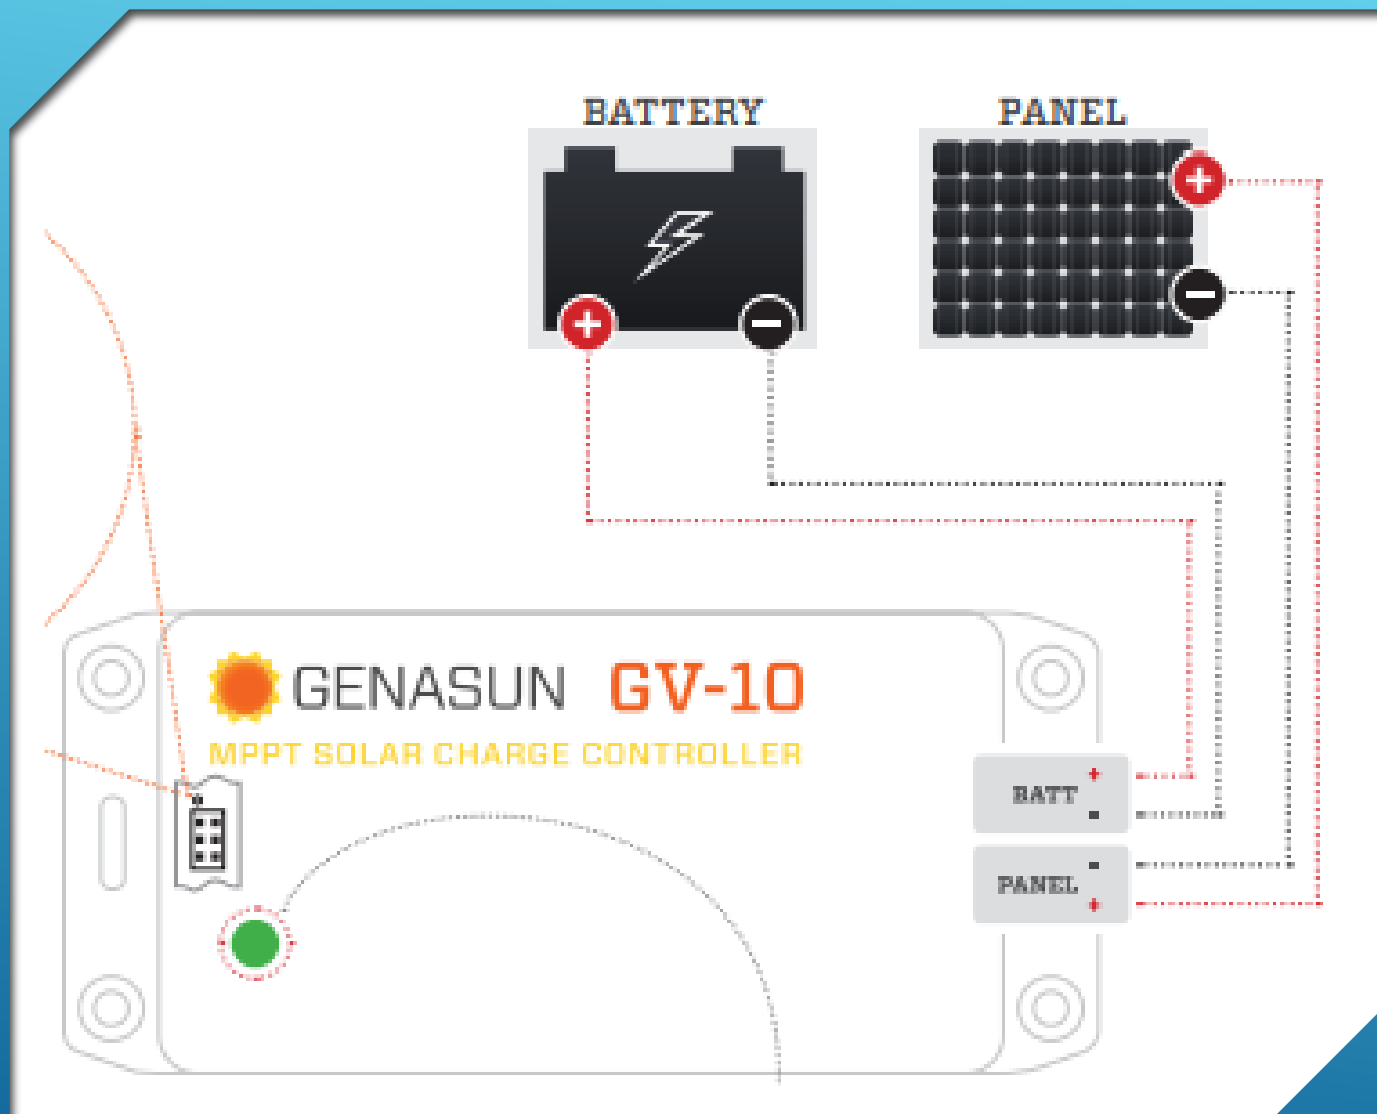 BATTERY
PANEL
GENASUN GV-10
MPPT SOLAR CHARGE CONTROLLER
BATT + -
PANEL - +